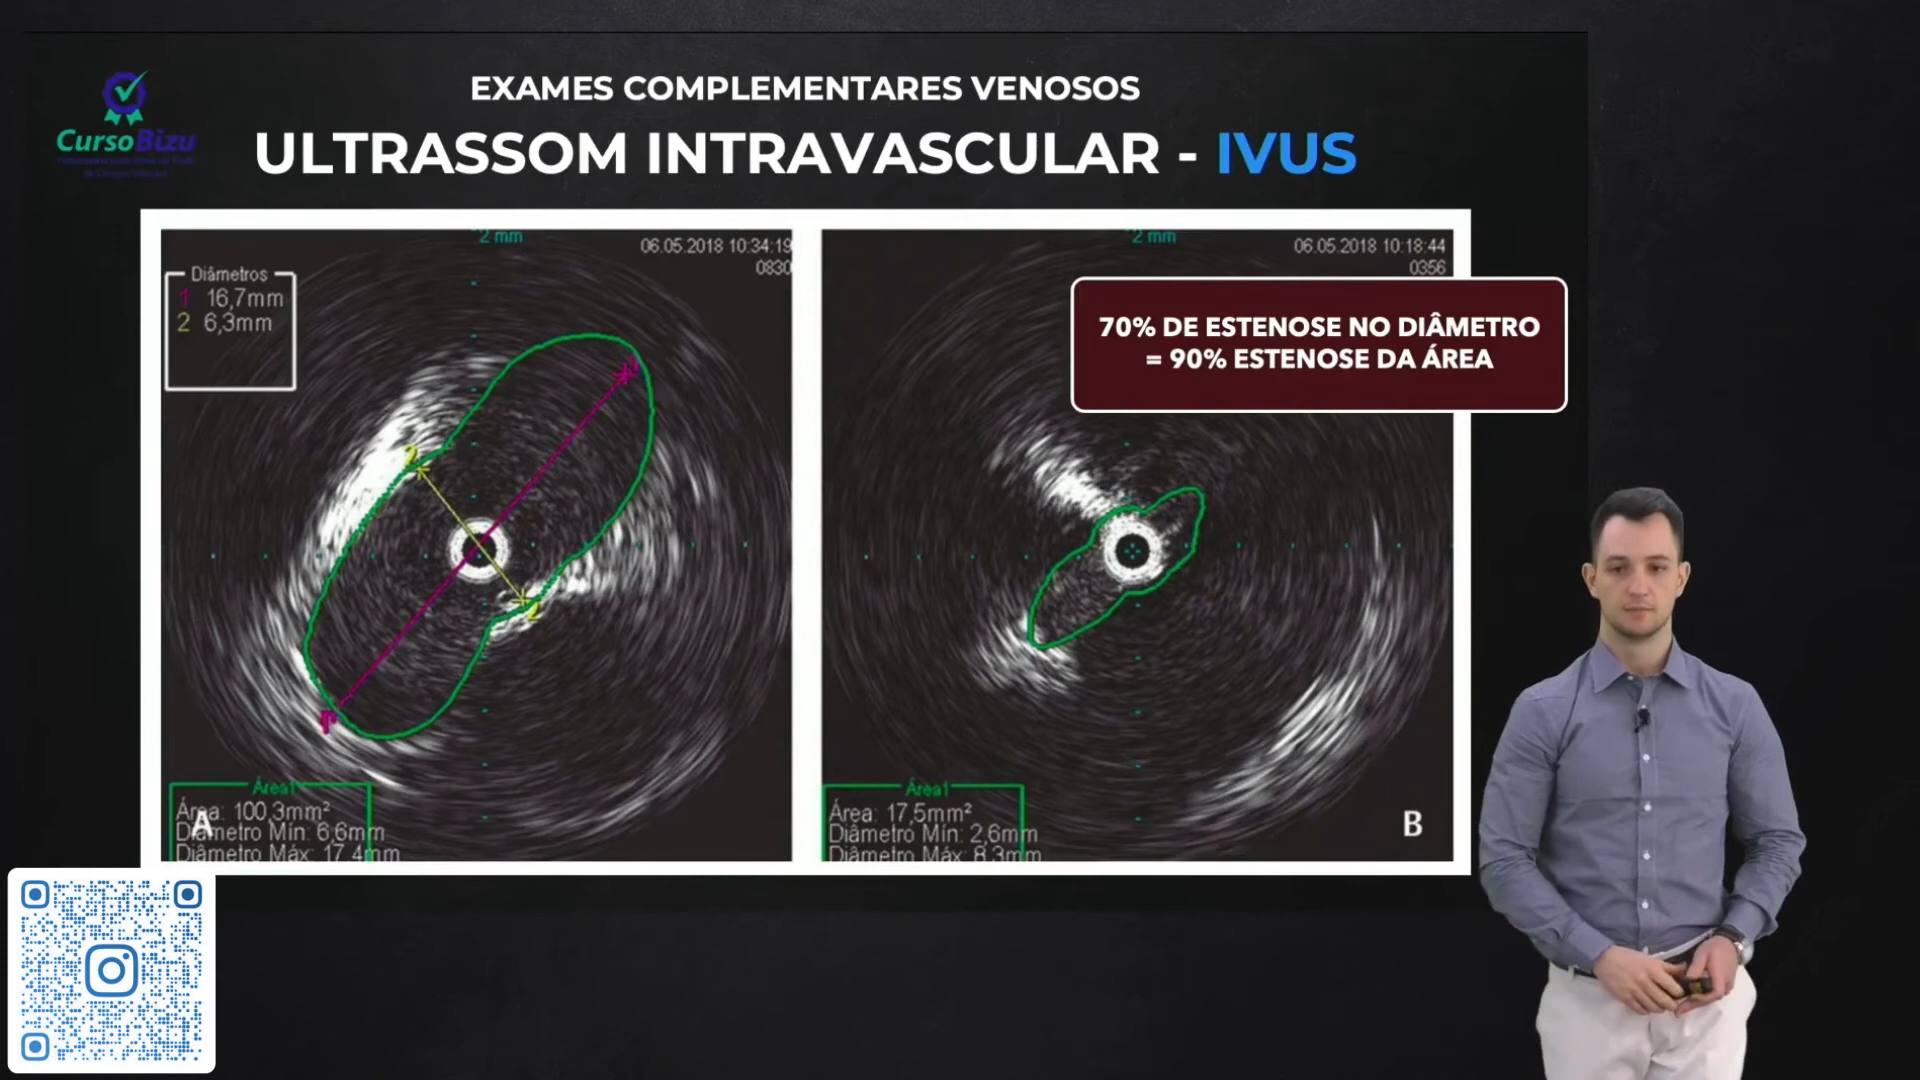 CursoBizu
EXAMES COMPLEMENTARES VENOSOS
ULTRASSOM INTRAVASCULAR - IVUS
2 mm
06.05.2018 10:34:19
0830
Diâmetros
1 16,7mm
2 6,3mm
2
2
1
Área1
Área: 100,3mm²
Diâmetro Mín: 6,6mm
Diâmetro Máx: 17,4mm
A
2 mm
06.05.2018 10:18:44
0356
70% DE ESTENOSE NO DIÂMETRO
= 90% ESTENOSE DA ÁREA
Área1
Área: 17,5mm²
Diâmetro Mín: 2,6mm
Diâmetro Máx: 8,3mm
B